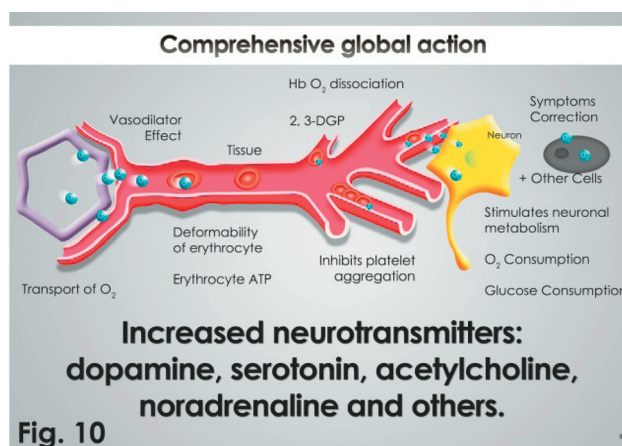 Comprehensive global action
Hb O₂ dissociation
Symptoms
Correction
Vasodilator
Effect
2, 3-DGP
Tissue
Neuron
+ Other Cells
Deformability
of erythrocyte
Erythrocyte ATP
Inhibits platelet
aggregation
Stimulates neuronal
metabolism
O₂ Consumption
Glucose Consumption
Transport of O₂
Increased neurotransmitters:
dopamine, serotonin, acetylcholine,
noradrenaline and others.
Fig. 10